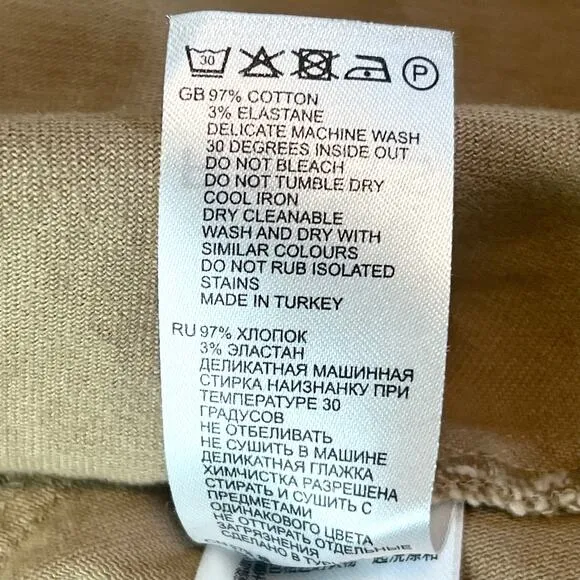 30 P
GB 97% COTTON
3% ELASTANE
DELICATE MACHINE WASH
30 DEGREES INSIDE OUT
DO NOT BLEACH
DO NOT TUMBLE DRY
COOL IRON
DRY CLEANABLE
WASH AND DRY WITH
SIMILAR COLOURS
DO NOT RUB ISOLATED
STAINS
MADE IN TURKEY
RU 97% ХЛОПОК
3% ЭЛАСТАН
ДЕЛИКАТНАЯ МАШИННАЯ
СТИРКА НАИЗНАНКУ ПРИ
ТЕМПЕРАТУРЕ 30
ГРАДУСОВ
НЕ ОТБЕЛИВАТЬ
НЕ СУШИТЬ В МАШИНЕ
ДЕЛИКАТНАЯ ГЛАЖКА
ХИМЧИСТКА РАЗРЕШЕНА
СТИРАТЬ И СУШИТЬ С
ПРЕДМЕТАМИ
ОДИНАКОВОГО ЦВЕТА
НЕ ОТТИРАТЬ ОТДЕЛЬНЫЕ
ЗАГРЯЗНЕНИЯ
СДЕЛАНО В ТУРЦИИ